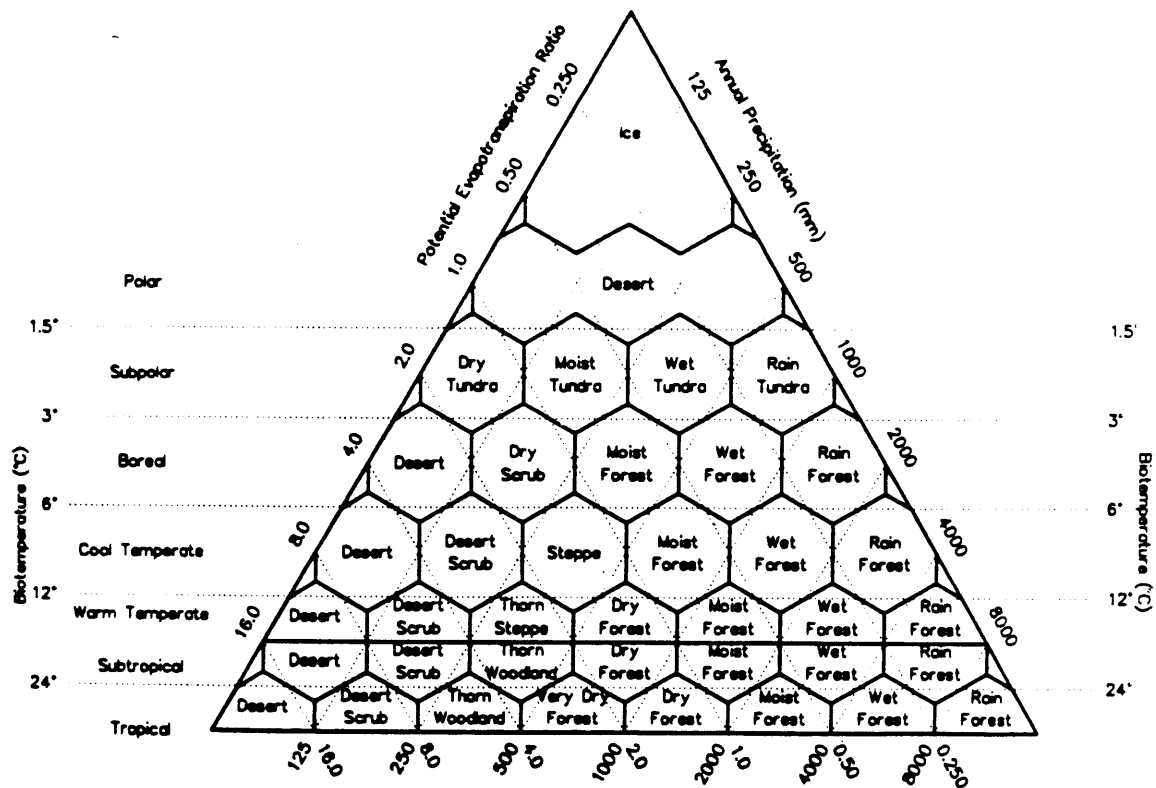 Potential Evapotranspiration Ratio
0.250
0.50
1.0
2.0
4.0
8.0
16.0
Annual Precipitation (mm)
125
250
500
1000
2000
4000
8000
Biotemperature (°C)
Polar
1.5°
Subpolar
3°
Boreal
6°
Cool Temperate
12°
Warm Temperate
Subtropical
24°
Tropical
Ice
Desert
Dry Tundra
Moist Tundra
Wet Tundra
Rain Tundra
Desert
Dry Scrub
Moist Forest
Wet Forest
Rain Forest
Desert
Desert Scrub
Steppe
Moist Forest
Wet Forest
Rain Forest
Desert
Desert Scrub
Thorn Steppe
Dry Forest
Moist Forest
Wet Forest
Rain Forest
Desert
Desert Scrub
Thorn Woodland
Dry Forest
Moist Forest
Wet Forest
Rain Forest
Desert
Desert Scrub
Thorn Woodland
Very Dry Forest
Dry Forest
Moist Forest
Wet Forest
Rain Forest
1.5°
3°
6°
12°
24°
Biotemperature (°C)
125 16.0
250 8.0
500 4.0
1000 2.0
2000 1.0
4000 0.50
8000 0.250